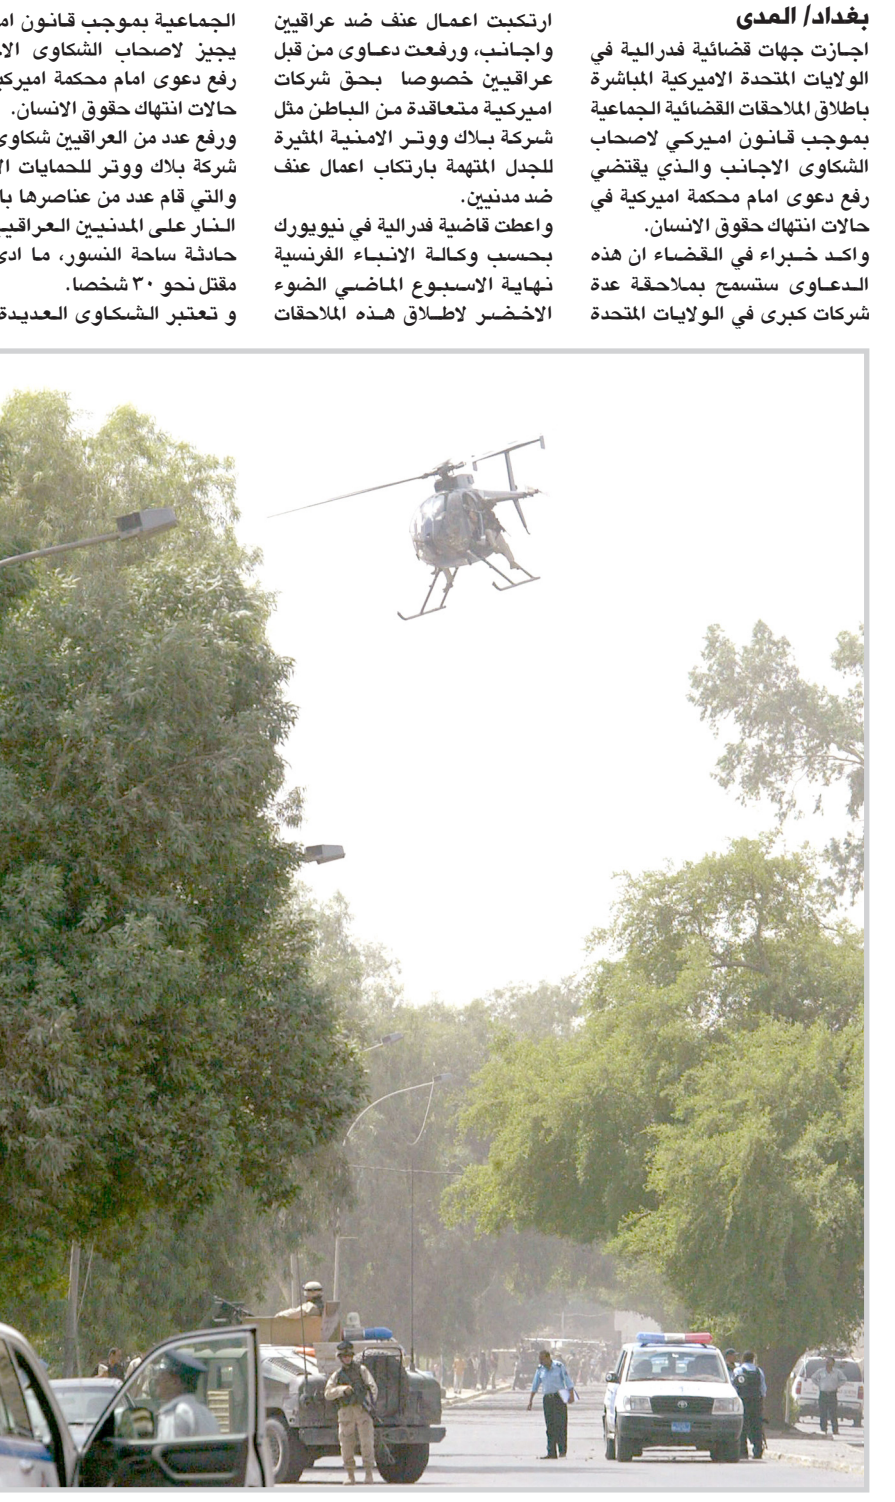 بغداد/ المدى
اجازت جهات قضائية فدرالية في
الولايات المتحدة الاميركية المباشرة
باطلاق الملاحقات القضائية الجماعية
بموجب قانون اميركي لاصحاب
الشكاوى الاجانب والذي يقتضي
رفع دعوى امام محكمة اميركية في
حالات انتهاك حقوق الانسان.
واكد خبراء في القضاء ان هذه
الدعاوى ستسمح بملاحقة عدة
شركات كبرى في الولايات المتحدة
ارتكبت اعمال عنف ضد عراقيين
واجانب، ورفعت دعاوى من قبل
عراقيين خصوصا بحق شركات
اميركية متعاقدة من الباطن مثل
شركة بلاك ووتر الامنية المثيرة
للجدل المتهمة بارتكاب اعمال عنف
ضد مدنيين.
واعطت قاضية فدرالية في نيويورك
بحسب وكالة الانباء الفرنسية
نهاية الاسبوع الماضي الضوء
الاخضر لاطلاق هذه الملاحقات
الجماعية بموجب قانون
يجيز لاصحاب الشكاوى
رفع دعوى امام محكمة
حالات انتهاك حقوق الانسان.
ورفع عدد من العراقيين
شركة بلاك ووتر للحمايات
والتي قام عدد من عناصرها
النار على المدنيين
حادثة ساحة النسور، ما
مقتل نحو ٣٠ شخصا.
و تعتبر الشكاوى العديدة